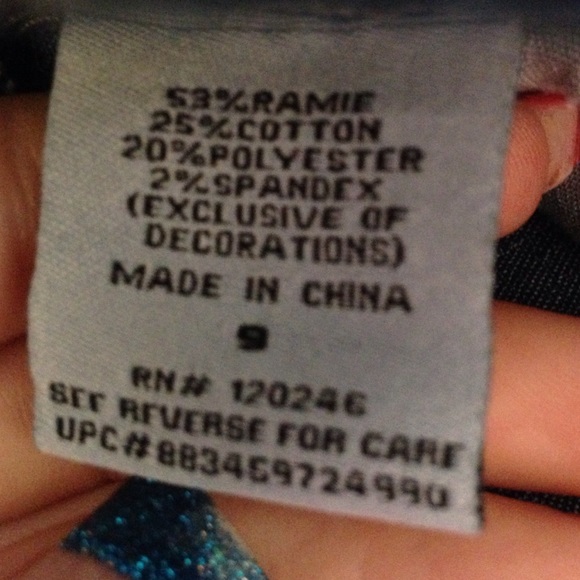 53%RAMIE
25%COTTON
20%POLYESTER
2%SPANDEX
(EXCLUSIVE OF
DECORATIONS)
MADE IN CHINA
9
RN# 120246
SEE REVERSE FOR CARE
UPC#883459724990